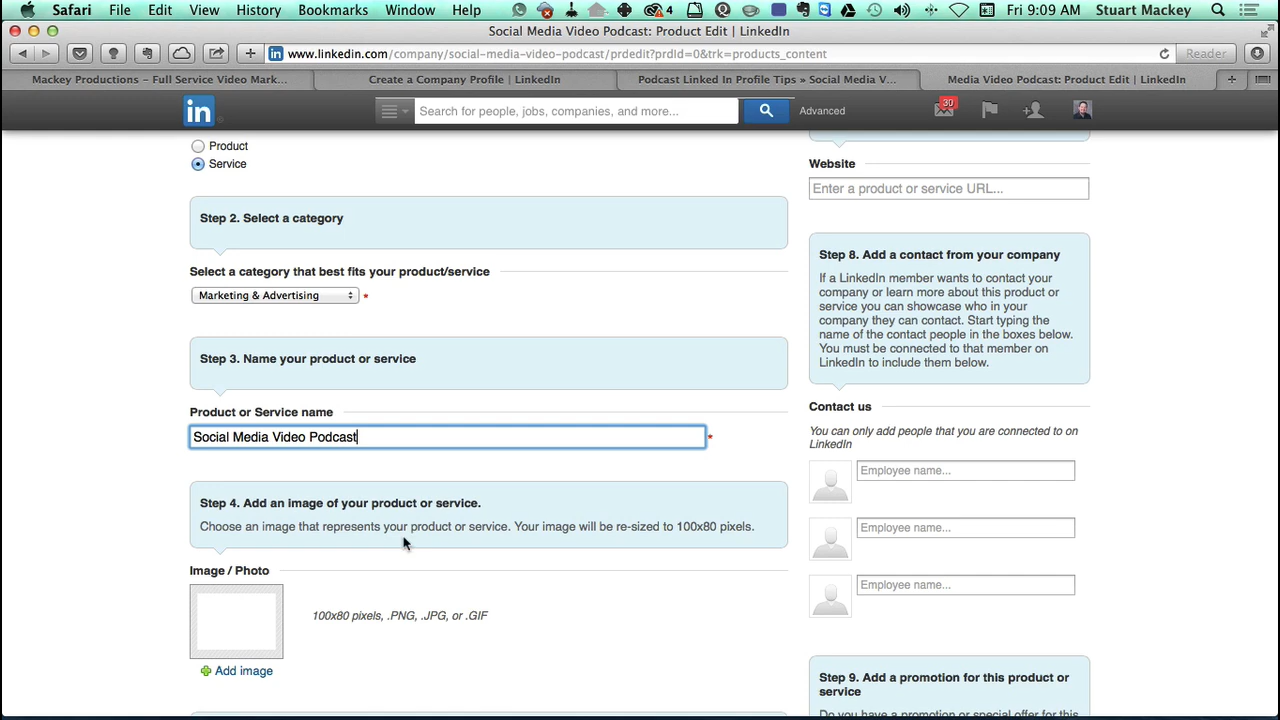 Safari File Edit View History Bookmarks Window Help 4 Fri 9:09 AM Stuart Mackey
Social Media Video Podcast: Product Edit | LinkedIn
www.linkedin.com/company/social-media-video-podcast/prdedit?prdId=0&trk=products_content Reader
Mackey Productions – Full Service Video Mark... Create a Company Profile | LinkedIn Podcast Linked In Profile Tips » Social Media V... Media Video Podcast: Product Edit | LinkedIn
in Search for people, jobs, companies, and more... Advanced 30
Product
Service
Step 2. Select a category
Select a category that best fits your product/service
Marketing & Advertising *
Step 3. Name your product or service
Product or Service name
Social Media Video Podcast *
Step 4. Add an image of your product or service.
Choose an image that represents your product or service. Your image will be re-sized to 100x80 pixels.
Image / Photo
100x80 pixels, .PNG, .JPG, or .GIF
Add image
Website
Enter a product or service URL...
Step 8. Add a contact from your company
If a LinkedIn member wants to contact your
company or learn more about this product or
service you can showcase who in your
company they can contact. Start typing the
name of the contact people in the boxes below.
You must be connected to that member on
LinkedIn to include them below.
Contact us
You can only add people that you are connected to on
LinkedIn
Employee name...
Employee name...
Employee name...
Step 9. Add a promotion for this product or
service
Do you have a promotion or special offer for this